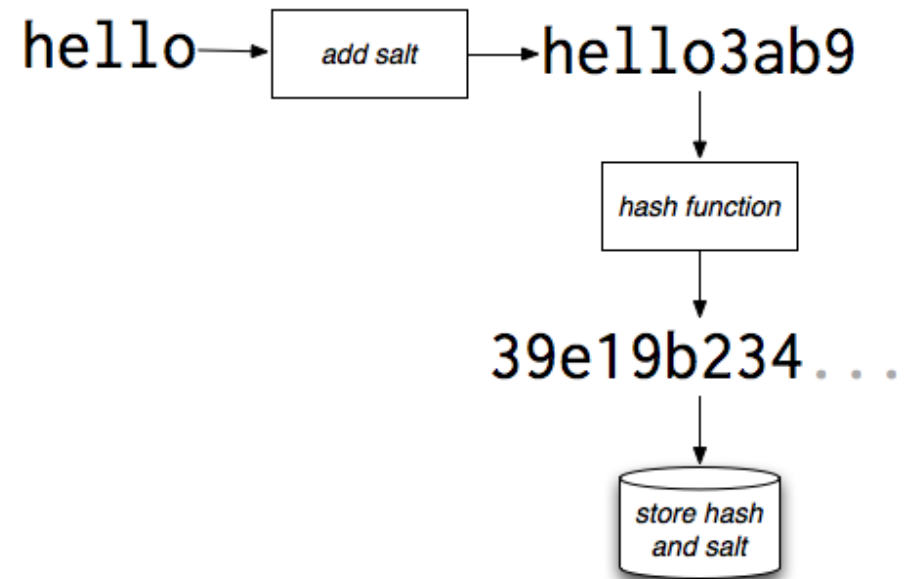 hello
add salt
hello3ab9
hash function
39e19b234...
store hash
and salt